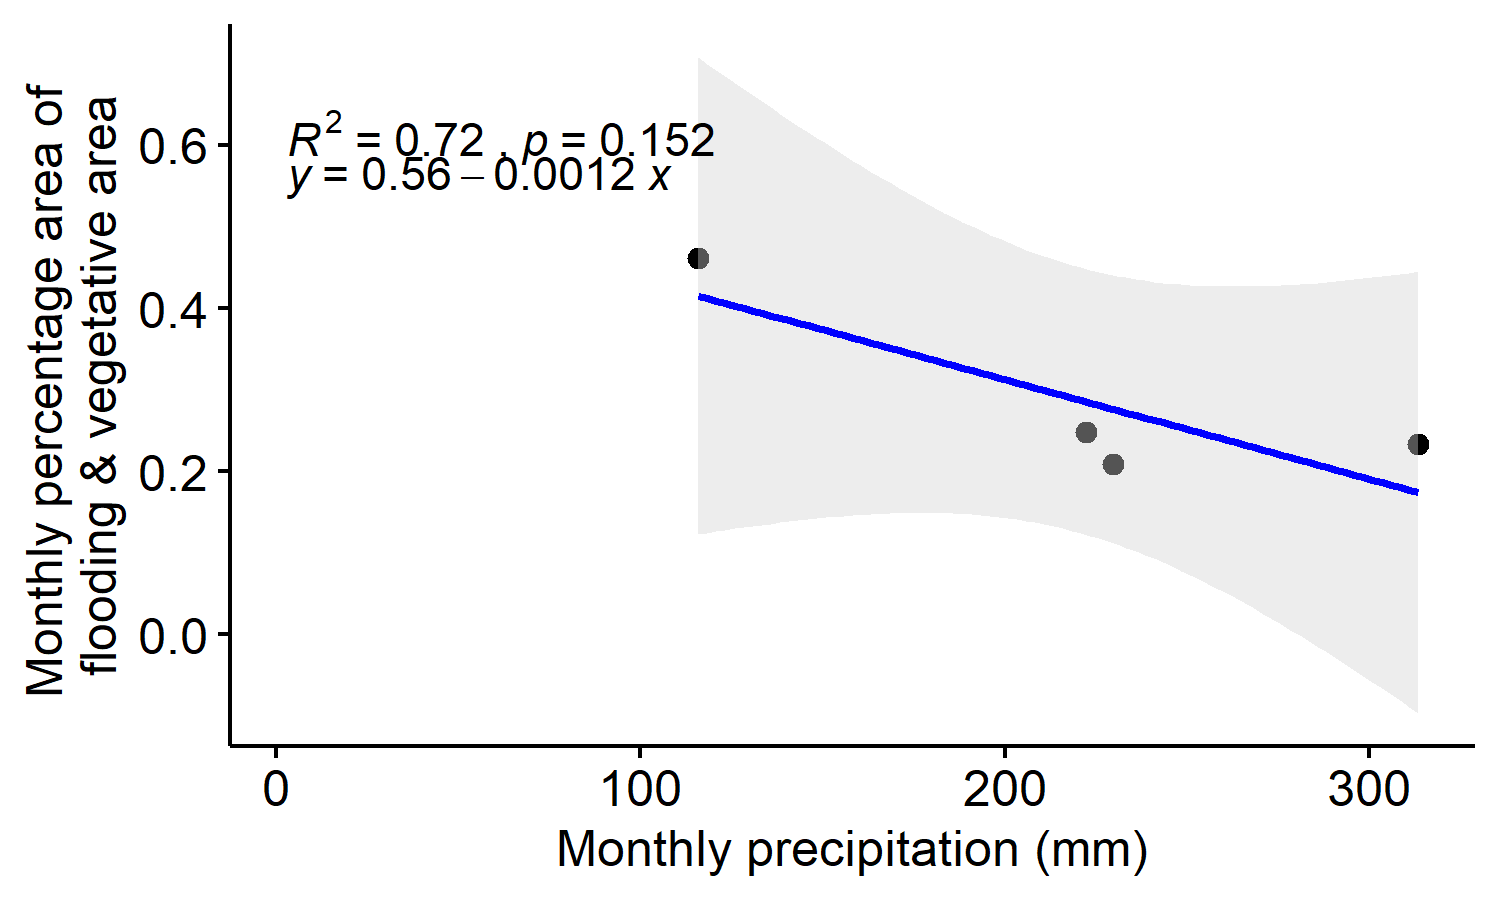 Monthly percentage area of
flooding & vegetative area
R² = 0.72 , p = 0.152
y = 0.56 – 0.0012 x
0.6
0.4
0.2
0.0
0
100
200
300
Monthly precipitation (mm)